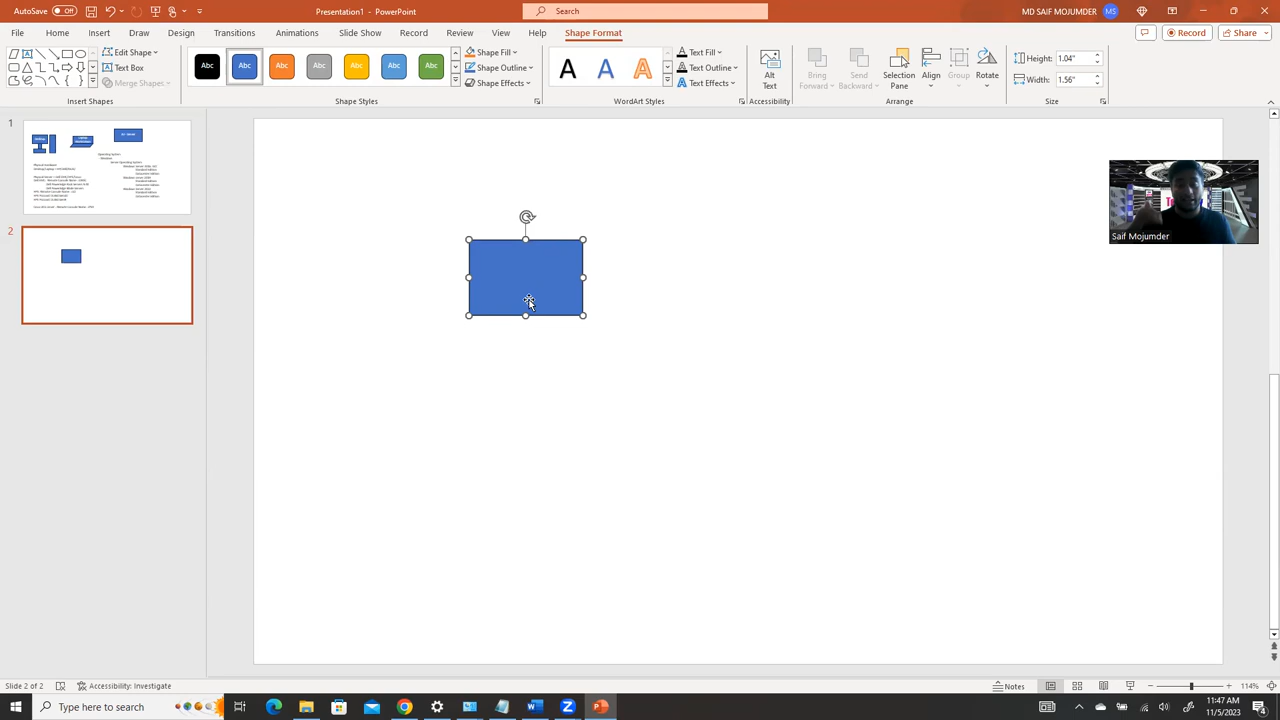 AutoSave Off Presentation1 - PowerPoint Search MD SAIF MOJUMDER MS
File Home Insert Draw Design Transitions Animations Slide Show Record Review View Help Shape Format Record Share
Edit Shape
Text Box
Merge Shapes
Insert Shapes
Abc Abc Abc Abc Abc Abc Abc
Shape Fill
Shape Outline
Shape Effects
Shape Styles
A A A
Text Fill
Text Outline
Text Effects
WordArt Styles
Alt Text
Accessibility
Bring Forward
Send Backward
Selection Pane
Align
Group
Rotate
Arrange
Height: 1.04"
Width: 1.56"
Size
1
2
Saif Mojumder
Slide 2 of 2 Accessibility: Investigate Notes 114%
Type here to search
11:47 AM
11/5/2023